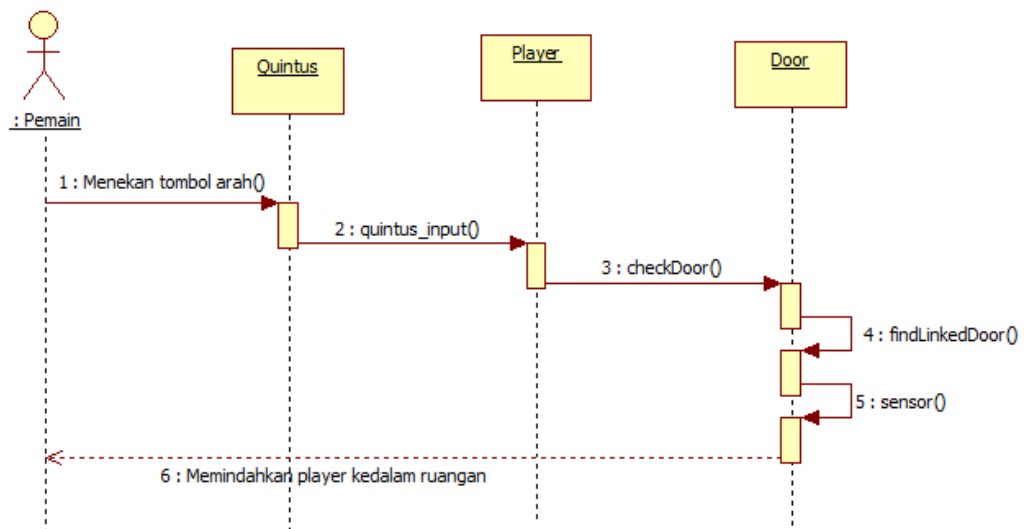 : Pemain
Quintus
Player
Door
1 : Menekan tombol arah()
2 : quintus_input()
3 : checkDoor()
4 : findLinkedDoor()
5 : sensor()
6 : Memindahkan player kedalam ruangan